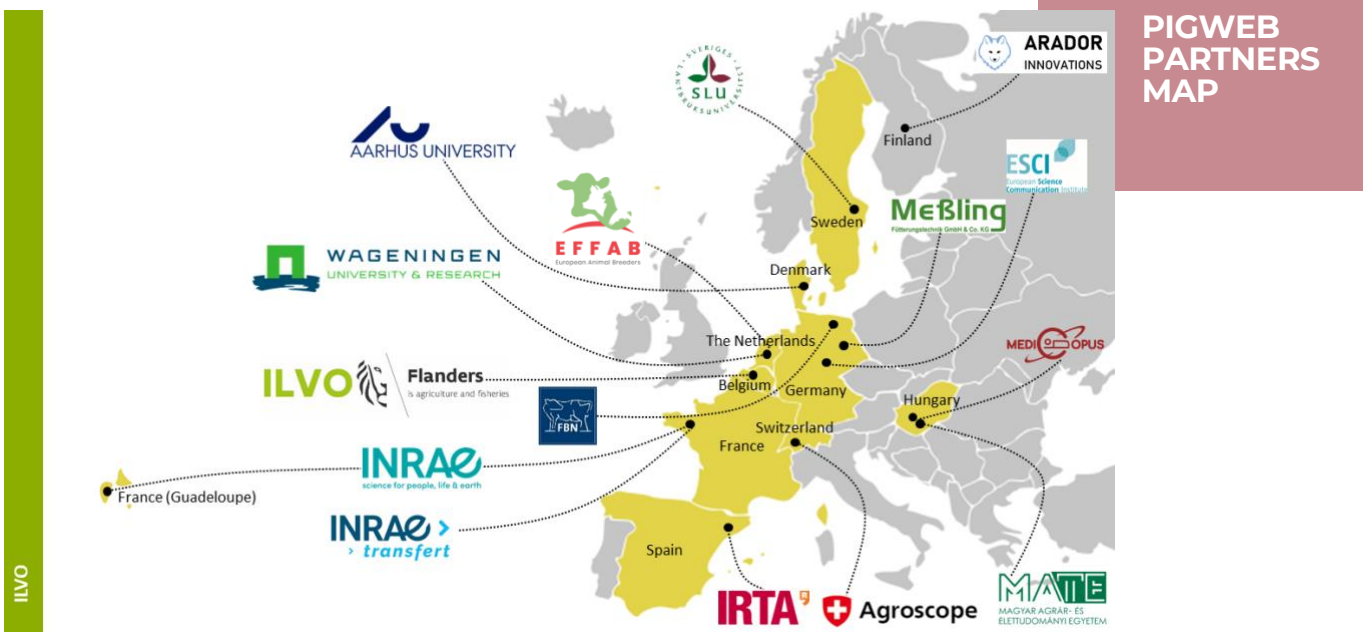 PIGWEB
PARTNERS
MAP
ARADOR
INNOVATIONS
SVERIGES
LANTBRUKSUNIVERSITET
SLU
AARHUS UNIVERSITY
Finland
ESCI
European Science
Communication Institute
EFFAB
European Animal Breeders
Sweden
Meßling
Fütterungstechnik GmbH & Co. KG
WAGENINGEN
UNIVERSITY & RESEARCH
Denmark
The Netherlands
MEDICOPUS
ILVO
Flanders
is agriculture and fisheries
Belgium
Germany
Hungary
FBN
Switzerland
France
INRAE
science for people, life & earth
France (Guadeloupe)
INRAE
transfert
Spain
IRTA
Agroscope
MATE
MAGYAR AGRÁR- ÉS
ÉLETTUDOMÁNYI EGYETEM
ILVO